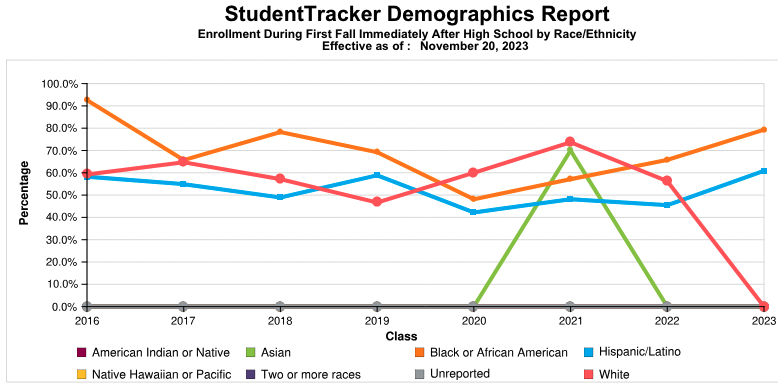 StudentTracker Demographics Report
Enrollment During First Fall Immediately After High School by Race/Ethnicity
Effective as of : November 20, 2023
100.0%
90.0%
80.0%
70.0%
60.0%
50.0%
40.0%
30.0%
20.0%
10.0%
0.0%
Percentage
2016 2017 2018 2019 2020 2021 2022 2023
Class
American Indian or Native Asian Black or African American Hispanic/Latino
Native Hawaiian or Pacific Two or more races Unreported White